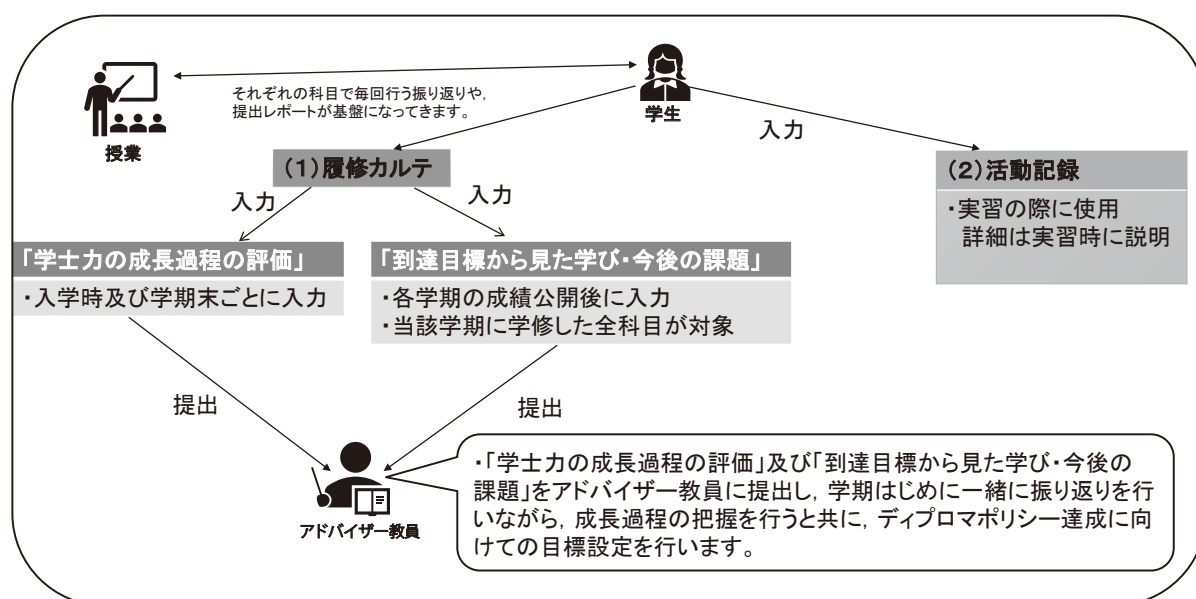 それぞれの科目で毎回行う振り返りや,
提出レポートが基盤になってきます。
授業
学生
入力
(1)履修カルテ
(2)活動記録
・実習の際に使用
詳細は実習時に説明
入力
入力
「学士力の成長過程の評価」
・入学時及び学期末ごとに入力
「到達目標から見た学び・今後の課題」
・各学期の成績公開後に入力
・当該学期に学修した全科目が対象
提出
提出
アドバイザー教員
・「学士力の成長過程の評価」及び「到達目標から見た学び・今後の
課題」をアドバイザー教員に提出し, 学期はじめに一緒に振り返りを行
いながら, 成長過程の把握を行うと共に, ディプロマポリシー達成に向
けての目標設定を行います。